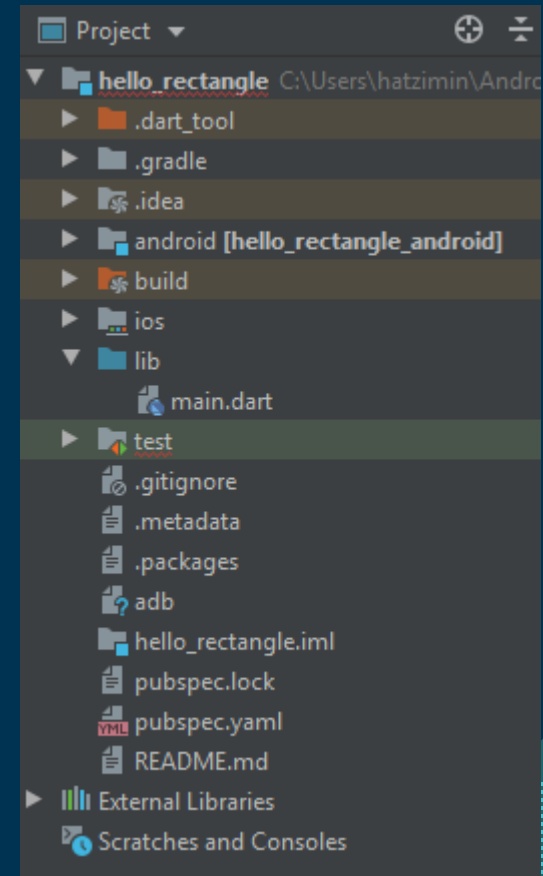 Project
hello_rectangle C:\Users\hatzimin\Andro
.dart_tool
.gradle
.idea
android [hello_rectangle_android]
build
ios
lib
main.dart
test
.gitignore
.metadata
.packages
adb
hello_rectangle.iml
pubspec.lock
YML pubspec.yaml
README.md
External Libraries
Scratches and Consoles